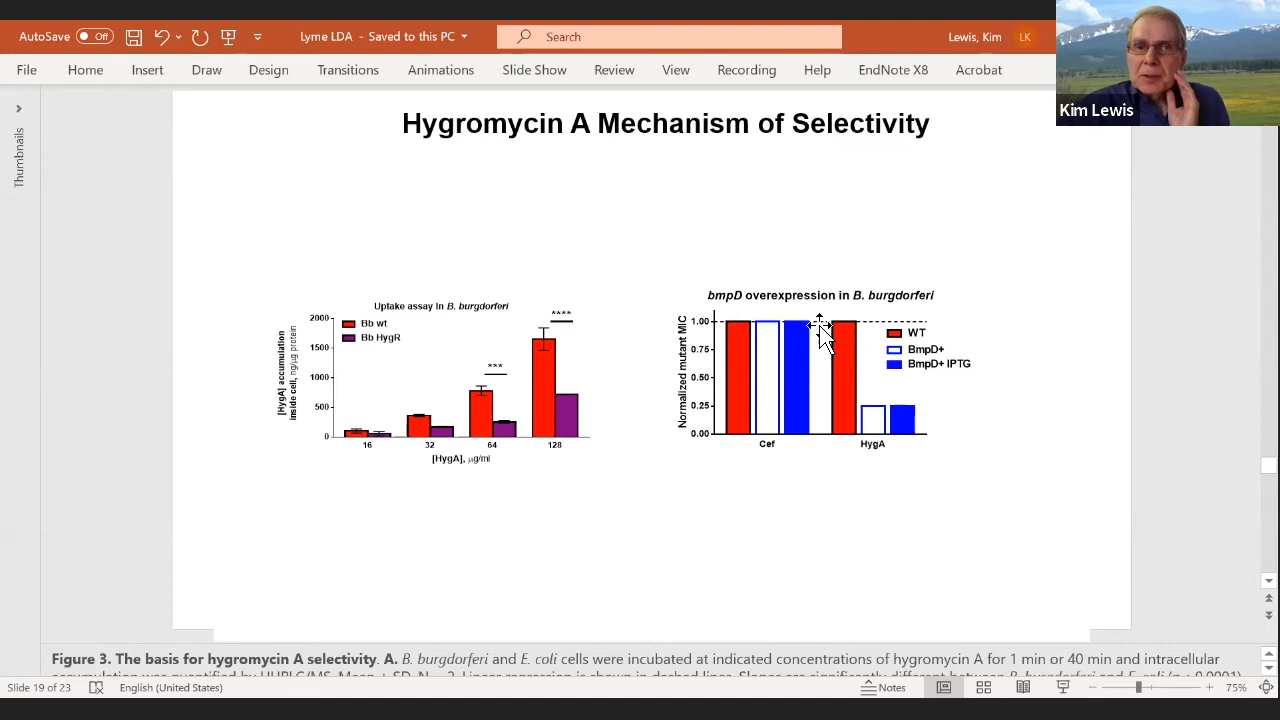 AutoSave Off Lyme LDA - Saved to this PC Search Lewis, Kim LK
File Home Insert Draw Design Transitions Animations Slide Show Review View Recording Help EndNote X8 Acrobat
Kim Lewis
Thumbnails
Hygromycin A Mechanism of Selectivity
Uptake assay in B. burgdorferi
Bb wt
Bb HygR
[HygA] accumulation
inside cell, ng/μg protein
2000
1500
1000
500
0
***
****
16 32 64 128
[HygA], μg/ml
bmpD overexpression in B. burgdorferi
Normalized mutant MIC
1.00
0.75
0.50
0.25
0.00
WT
BmpD+
BmpD+ IPTG
Cef HygA
Figure 3. The basis for hygromycin A selectivity. A. B. burgdorferi and E. coli cells were incubated at indicated concentrations of hygromycin A for 1 min or 40 min and intracellular
Slide 19 of 23 English (United States) Notes 75%